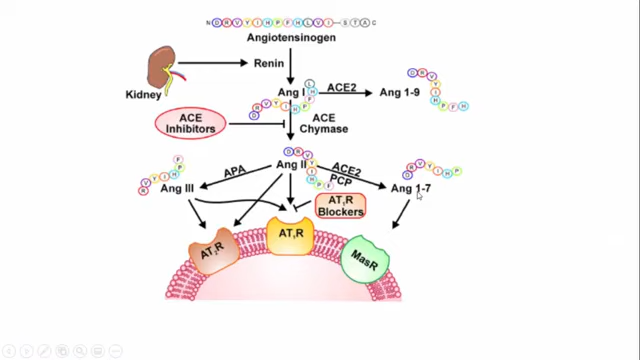 N D R V Y I H P F H L V I S T A C
Angiotensinogen
Renin
Kidney
Ang I
L
H
F
P
H
I
Y
V
R
D
ACE2
Ang 1-9
D R V Y I H P F H
ACE
Inhibitors
ACE
Chymase
Ang II
D R V Y I H P F
APA
ACE2
PCP
Ang III
R V Y I H P F
Ang 1-7
D R V Y I H P
AT₁R
Blockers
AT₂R
AT₁R
MasR